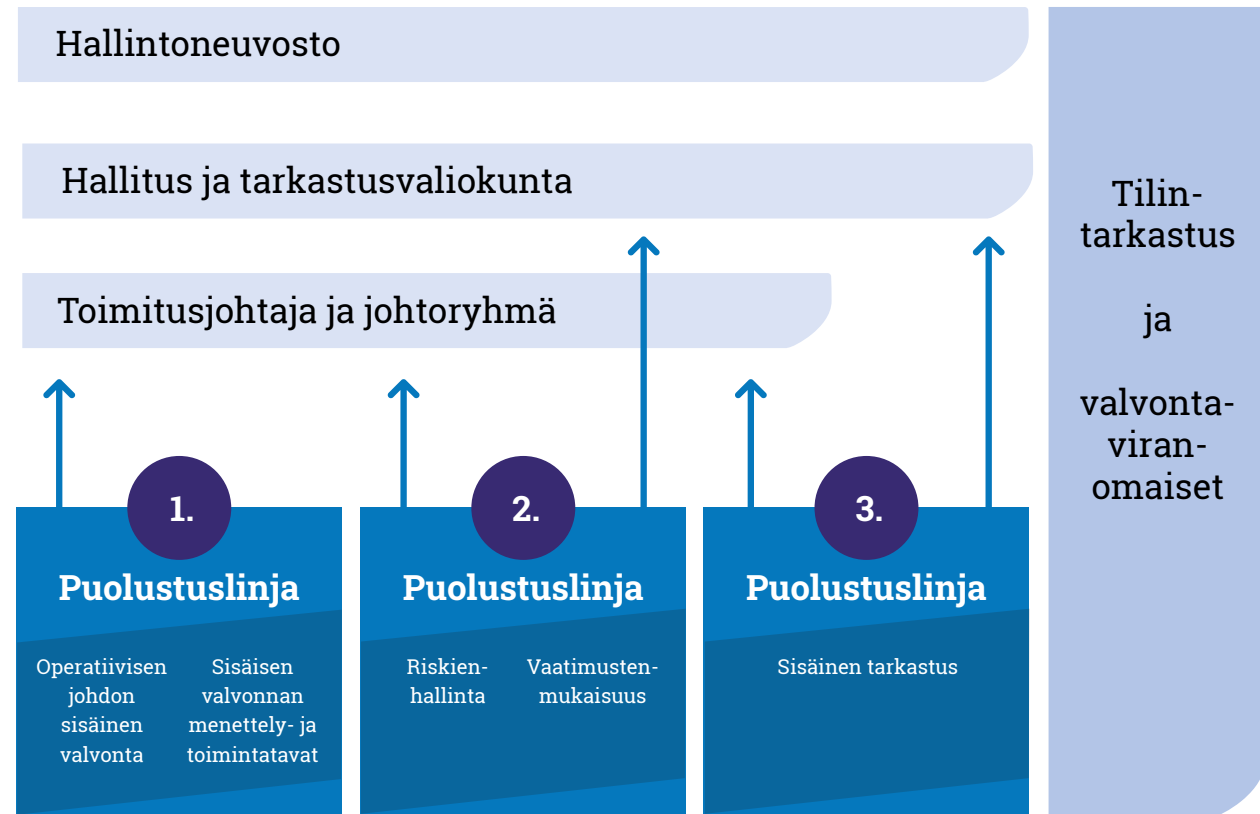 Hallintoneuvosto
Hallitus ja tarkastusvaliokunta
Toimitusjohtaja ja johtoryhmä
1.
Puolustuslinja
Operatiivisen
johdon
sisäinen
valvonta
Sisäisen
valvonnan
menettely- ja
toimintatavat
2.
Puolustuslinja
Riskien-
hallinta
Vaatimusten-
mukaisuus
3.
Puolustuslinja
Sisäinen tarkastus
Tilin-
tarkastus
ja
valvonta-
viran-
omaiset